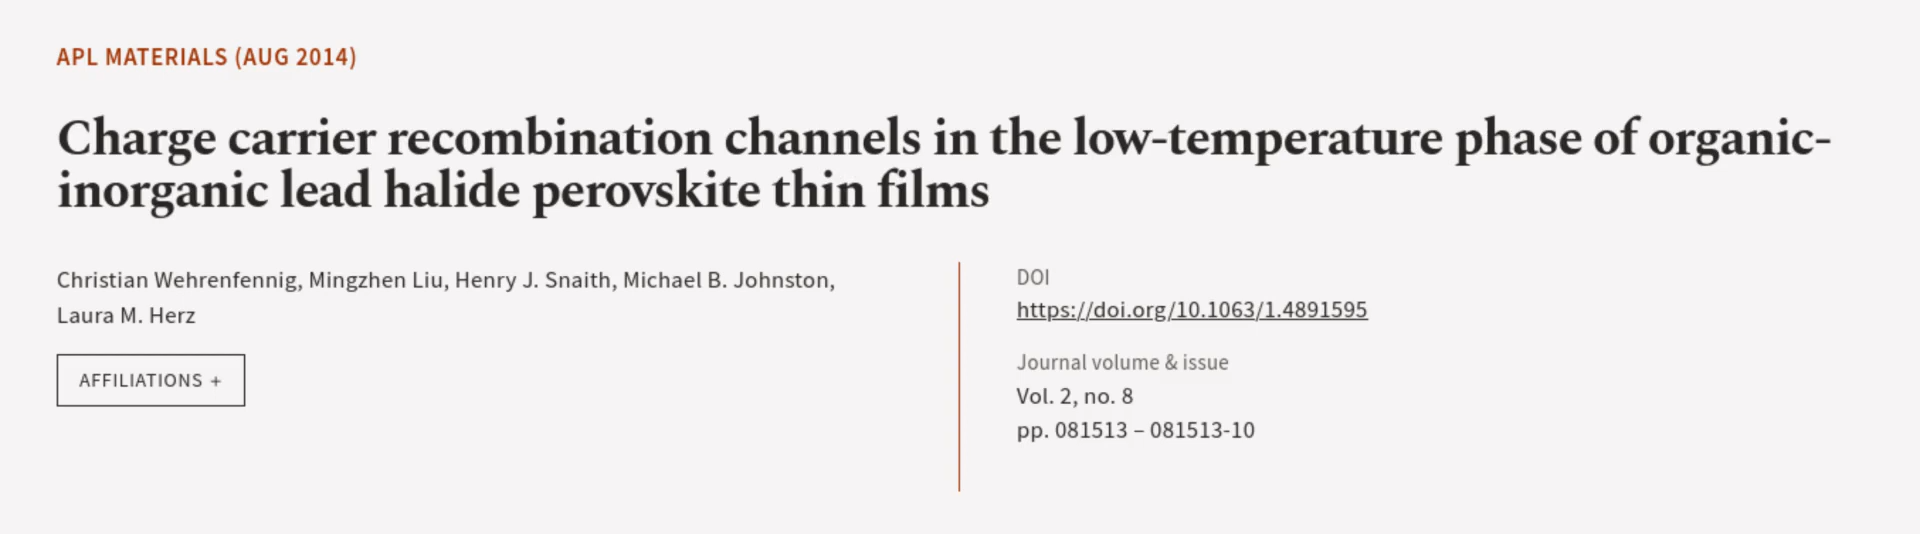 APL MATERIALS (AUG 2014)
Charge carrier recombination channels in the low-temperature phase of organic-
inorganic lead halide perovskite thin films
Christian Wehrenfennig, Mingzhen Liu, Henry J. Snaith, Michael B. Johnston,
Laura M. Herz
AFFILIATIONS +
DOI
https://doi.org/10.1063/1.4891595
Journal volume & issue
Vol. 2, no. 8
pp. 081513 – 081513-10